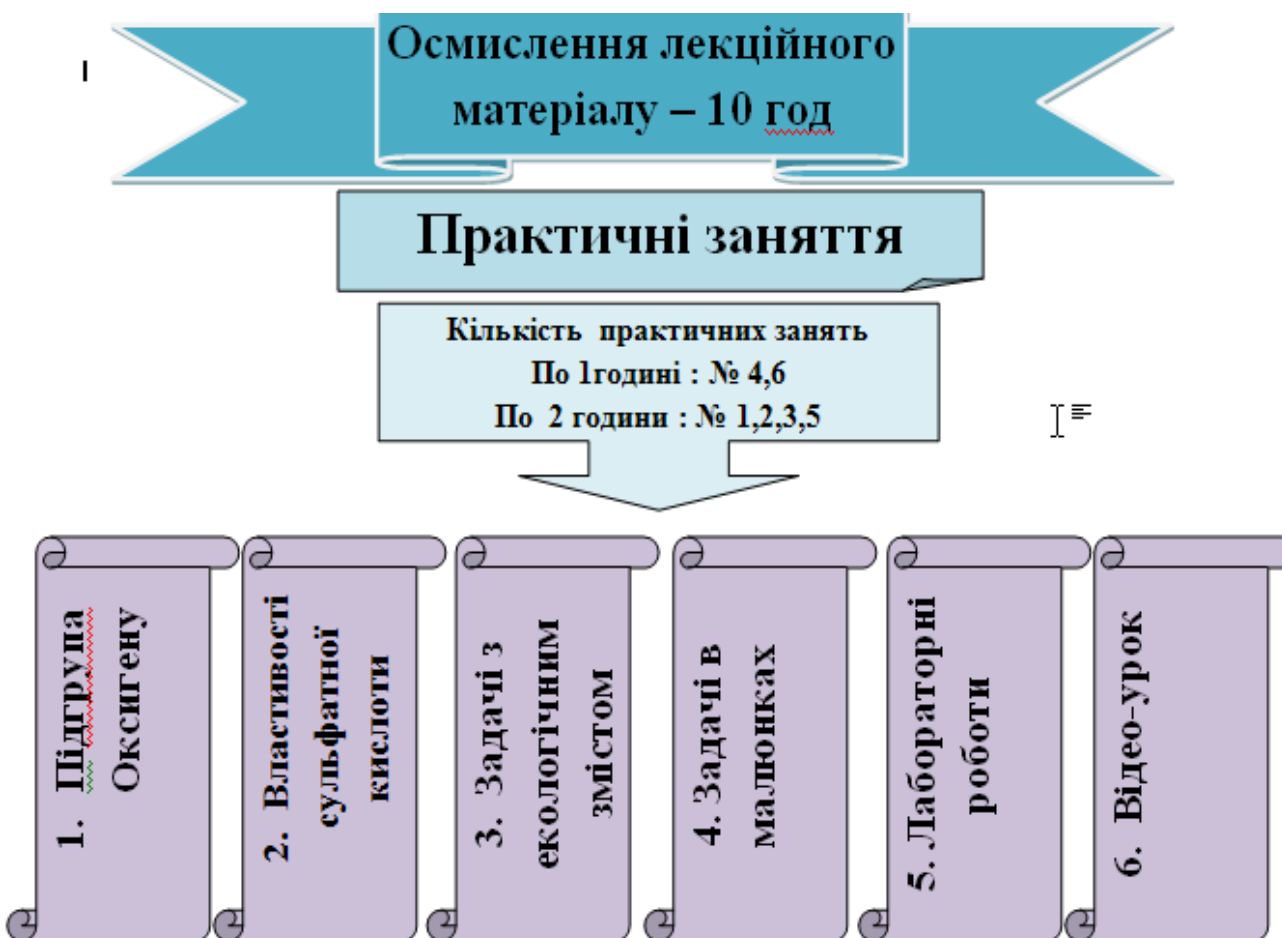 Осмислення лекційного
матеріалу – 10 год
Практичні заняття
Кількість практичних занять
По 1годині : № 4,6
По 2 години : № 1,2,3,5
1. Підгрупа
Оксигену
2. Властивості
сульфатної
кислоти
3. Задачі з
екологічним
змістом
4. Задачі в
малюнках
5. Лабораторні
роботи
6. Відео-урок